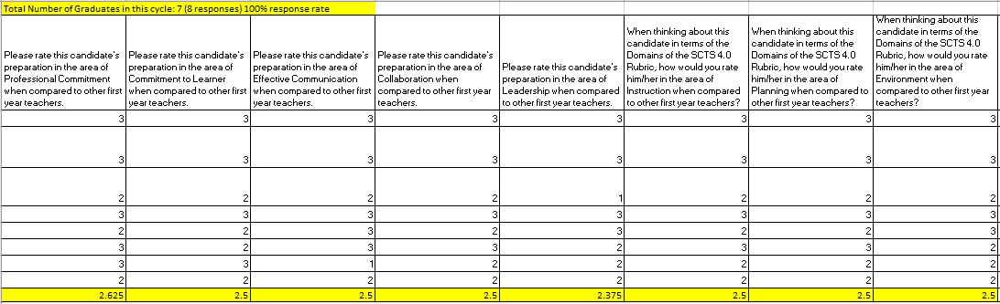 Total Number of Graduates in this cycle: 7 (8 responses) 100% response rate
Please rate this candidate's
preparation in the area of
Professional Commitment
when compared to other first
year teachers.
Please rate this candidate's
preparation in the area of
Commitment to Learner
when compared to other first
year teachers.
Please rate this candidate's
preparation in the area of
Effective Communication
when compared to other first
year teachers.
Please rate this candidate's
preparation in the area of
Collaboration when
compared to other first year
teachers.
Please rate this candidate's
preparation in the area of
Leadership when compared
to other first year teachers.
When thinking about this
candidate in terms of the
Domains of the SCTS 4.0
Rubric, how would you rate
him/her in the area of
Instruction when compared
to other first year teachers?
When thinking about this
candidate in terms of the
Domains of the SCTS 4.0
Rubric, how would you rate
him/her in the area of
Planning when compared to
other first year teachers?
When thinking about this
candidate in terms of the
Domains of the SCTS 4.0
Rubric, how would you rate
him/her in the area of
Environment when
compared to other first year
teachers?
3 3 3 3 3 3 3 3
3 3 3 3 3 3 3 3
2 2 2 2 1 2 2 2
3 3 3 3 3 3 3 3
2 2 3 2 3 2 2 3
3 2 3 3 2 3 3 2
3 3 1 2 2 2 2 2
2 2 2 2 2 2 2 2
2.625 2.5 2.5 2.5 2.375 2.5 2.5 2.5